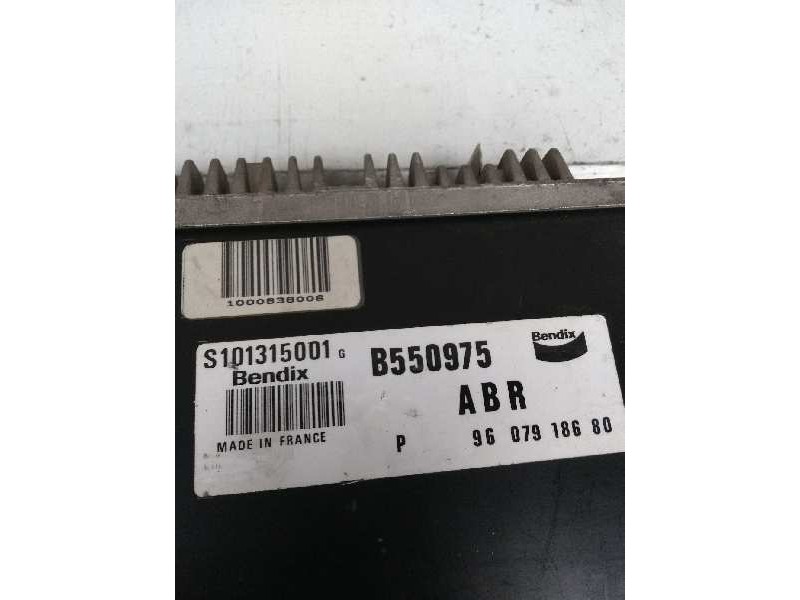 1000838006
S101315001 G
Bendix
MADE IN FRANCE
B550975
Bendix
ABR
P 96 079 186 80